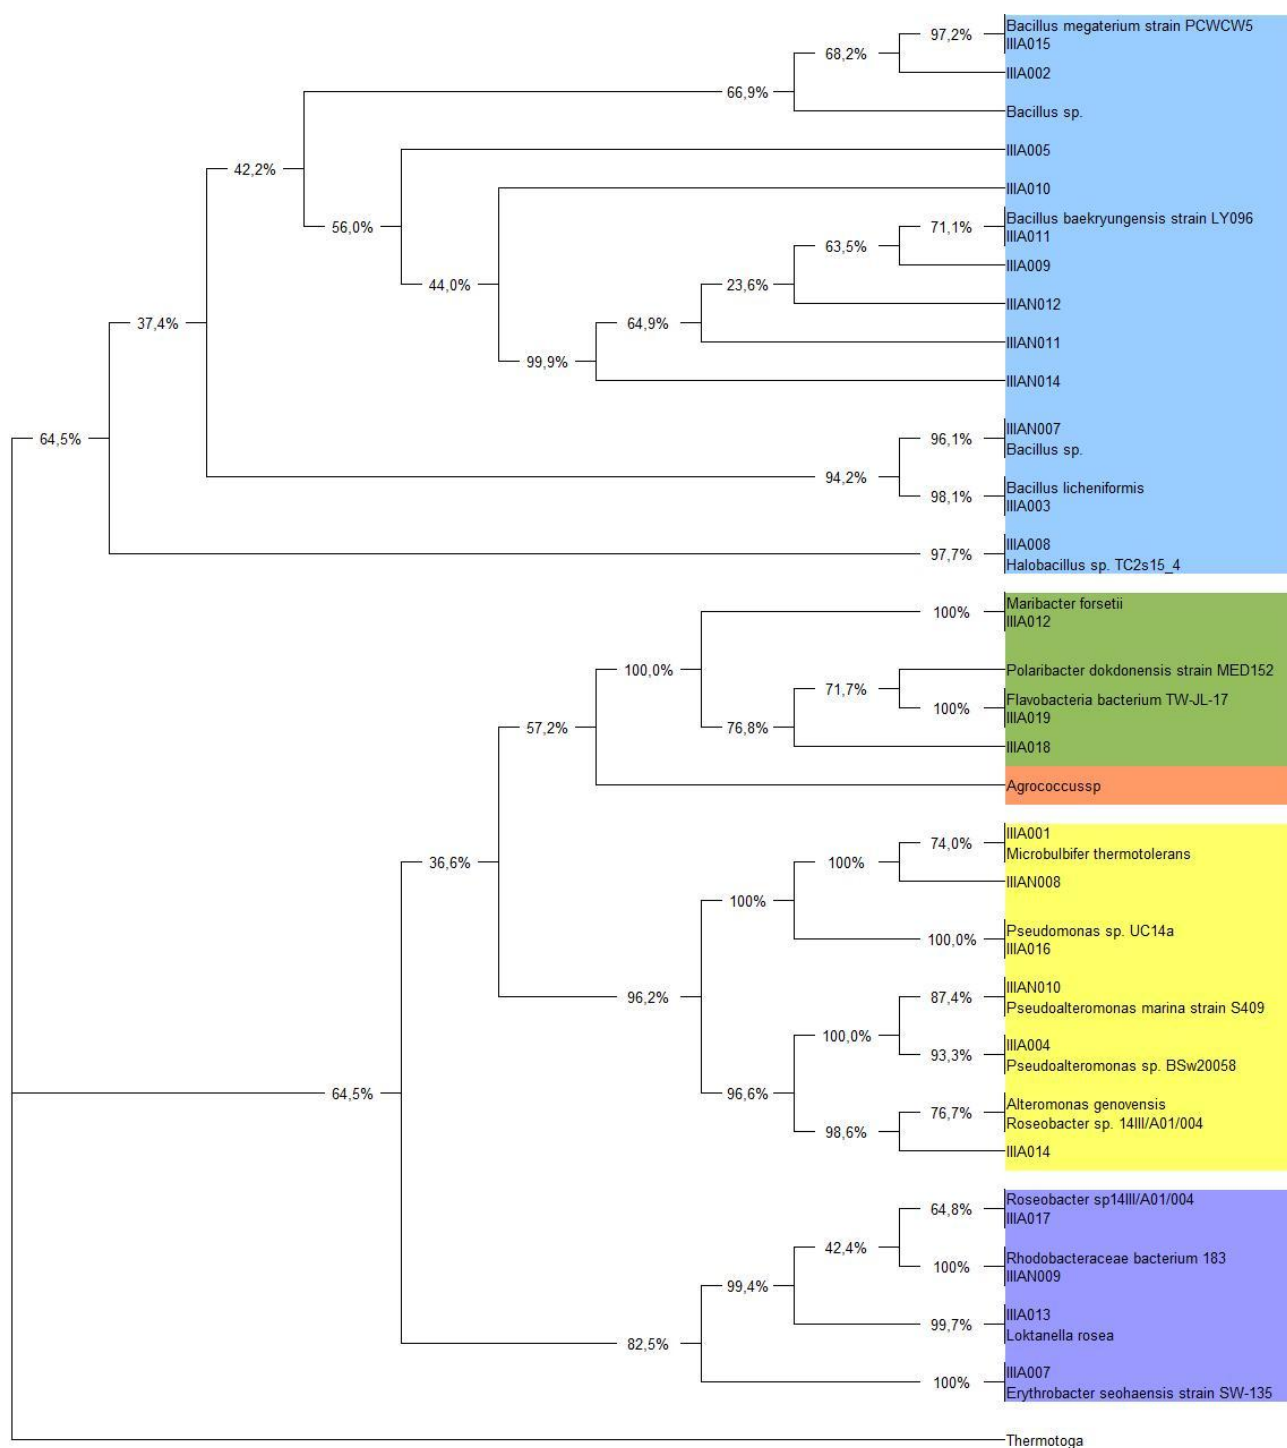 97,2%
Bacillus megaterium strain PCWCW5
IIIA015
68,2%
IIIA002
66,9%
Bacillus sp.
IIIA005
42,2%
IIIA010
56,0%
Bacillus baekryungensis strain LY096
71,1%
IIIA011
63,5%
IIIA009
44,0%
23,6%
IIIAN012
37,4%
64,9%
IIIAN011
99,9%
IIIAN014
64,5%
96,1%
IIIAN007
Bacillus sp.
94,2%
Bacillus licheniformis
98,1%
IIIA003
IIIA008
97,7%
Halobacillus sp. TC2s15_4
Maribacter forsetii
100%
IIIA012
100,0%
Polaribacter dokdonensis strain MED152
71,7%
Flavobacteria bacterium TW-JL-17
100%
IIIA019
57,2%
76,8%
IIIA018
Agrococcussp
IIIA001
74,0%
Microbulbifer thermotolerans
36,6%
100%
IIIAN008
100%
Pseudomonas sp. UC14a
100,0%
IIIA016
IIIAN010
96,2%
87,4%
Pseudoalteromonas marina strain S409
100,0%
IIIA004
93,3%
Pseudoalteromonas sp. BSw20058
64,5%
96,6%
Alteromonas genovensis
76,7%
Roseobacter sp. 14III/A01/004
98,6%
IIIA014
Roseobacter sp14III/A01/004
64,8%
IIIA017
42,4%
Rhodobacteraceae bacterium 183
100%
IIIAN009
99,4%
IIIA013
99,7%
Loktanella rosea
82,5%
IIIA007
100%
Erythrobacter seohaensis strain SW-135
Thermotoga